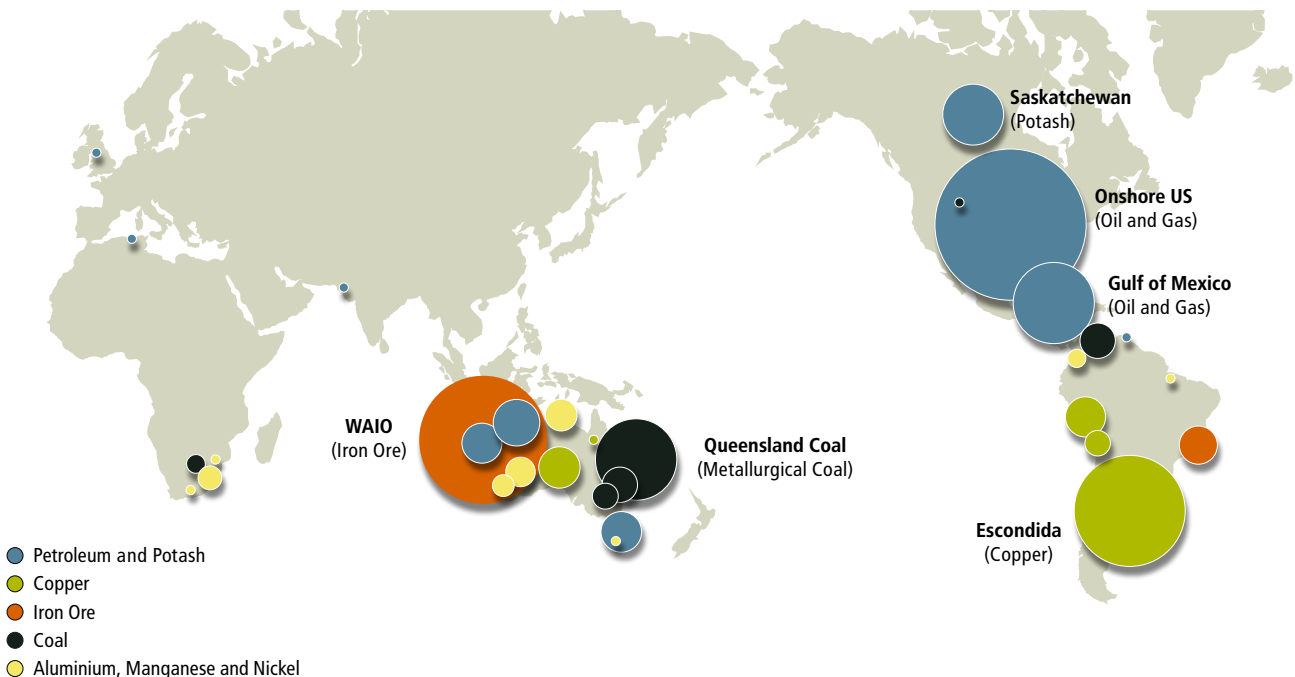 Saskatchewan
(Potash)
Onshore US
(Oil and Gas)
Gulf of Mexico
(Oil and Gas)
WAIO
(Iron Ore)
Queensland Coal
(Metallurgical Coal)
Escondida
(Copper)
Petroleum and Potash
Copper
Iron Ore
Coal
Aluminium, Manganese and Nickel